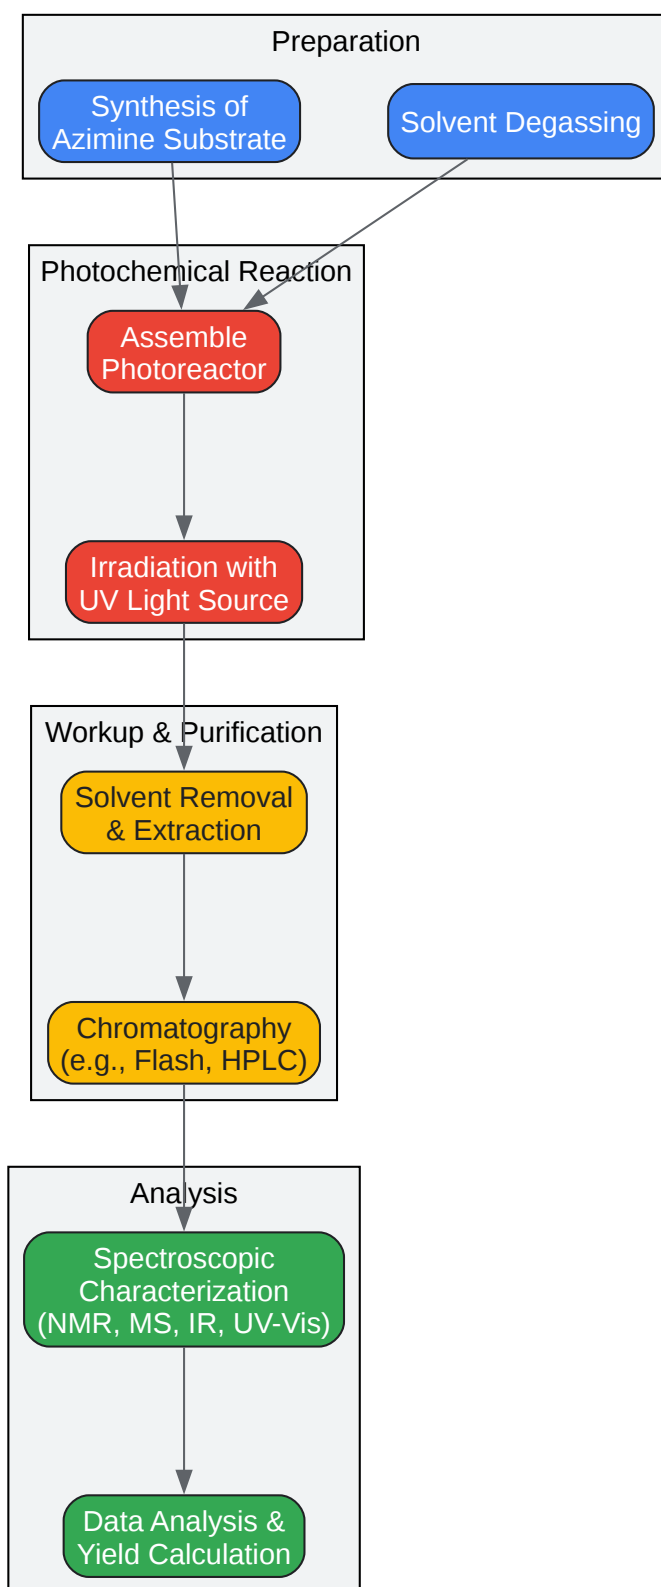 Preparation
Synthesis of
Azimine Substrate
Solvent Degassing
Photochemical Reaction
Assemble
Photoreactor
Irradiation with
UV Light Source
Workup & Purification
Solvent Removal
& Extraction
Chromatography
(e.g., Flash, HPLC)
Analysis
Spectroscopic
Characterization
(NMR, MS, IR, UV-Vis)
Data Analysis &
Yield Calculation